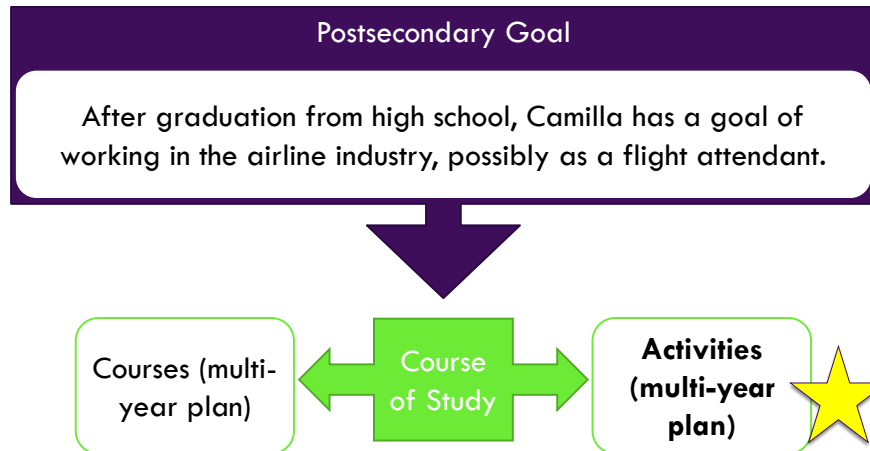 Postsecondary Goal
After graduation from high school, Camilla has a goal of
working in the airline industry, possibly as a flight attendant.
Courses (multi-
year plan)
Course
of Study
Activities
(multi-year
plan)